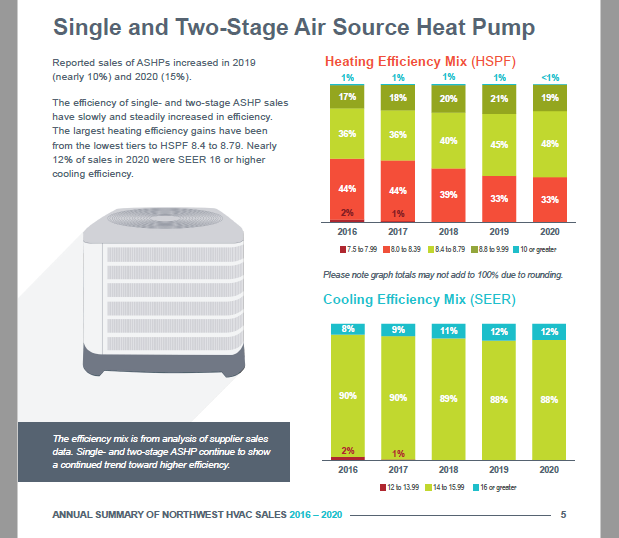 Single and Two-Stage Air Source Heat Pump
Reported sales of ASHPs increased in 2019
(nearly 10%) and 2020 (15%).
The efficiency of single- and two-stage ASHP sales
have slowly and steadily increased in efficiency.
The largest heating efficiency gains have been
from the lowest tiers to HSPF 8.4 to 8.79. Nearly
12% of sales in 2020 were SEER 16 or higher
cooling efficiency.
The efficiency mix is from analysis of supplier sales
data. Single- and two-stage ASHP continue to show
a continued trend toward higher efficiency.
Heating Efficiency Mix (HSPF)
1% 1% 1% 1% <1%
17% 18% 20% 21% 19%
36% 36% 40% 45% 48%
44% 44% 39% 33% 33%
2% 1%
2016 2017 2018 2019 2020
7.5 to 7.99 8.0 to 8.39 8.4 to 8.79 8.8 to 9.99 10 or greater
Please note graph totals may not add to 100% due to rounding.
Cooling Efficiency Mix (SEER)
8% 9% 11% 12% 12%
90% 90% 89% 88% 88%
2% 1%
2016 2017 2018 2019 2020
12 to 13.99 14 to 15.99 16 or greater
ANNUAL SUMMARY OF NORTHWEST HVAC SALES 2016 – 2020 5